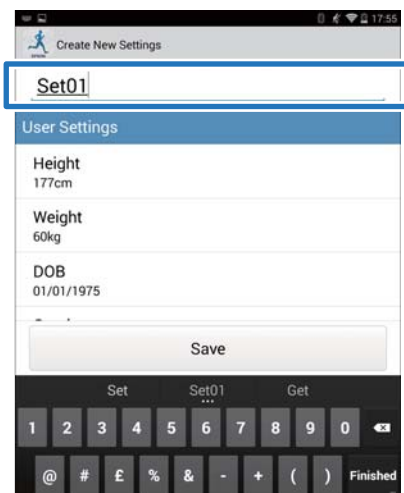 17:55
Create New Settings
Set01
User Settings
Height
177cm
Weight
60kg
DOB
01/01/1975
Save
Set Set01 Get
1 2 3 4 5 6 7 8 9 0
@ # £ % & - + ( ) Finished